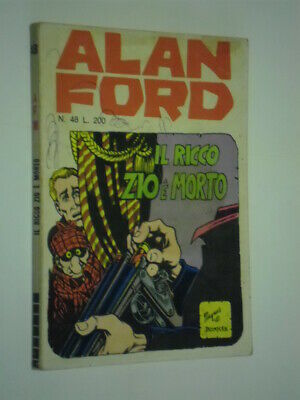 ALAN
FORD
N. 48 L. 200
IL RICCO
ZIO È MORTO
IL RICCO ZIO È MORTO